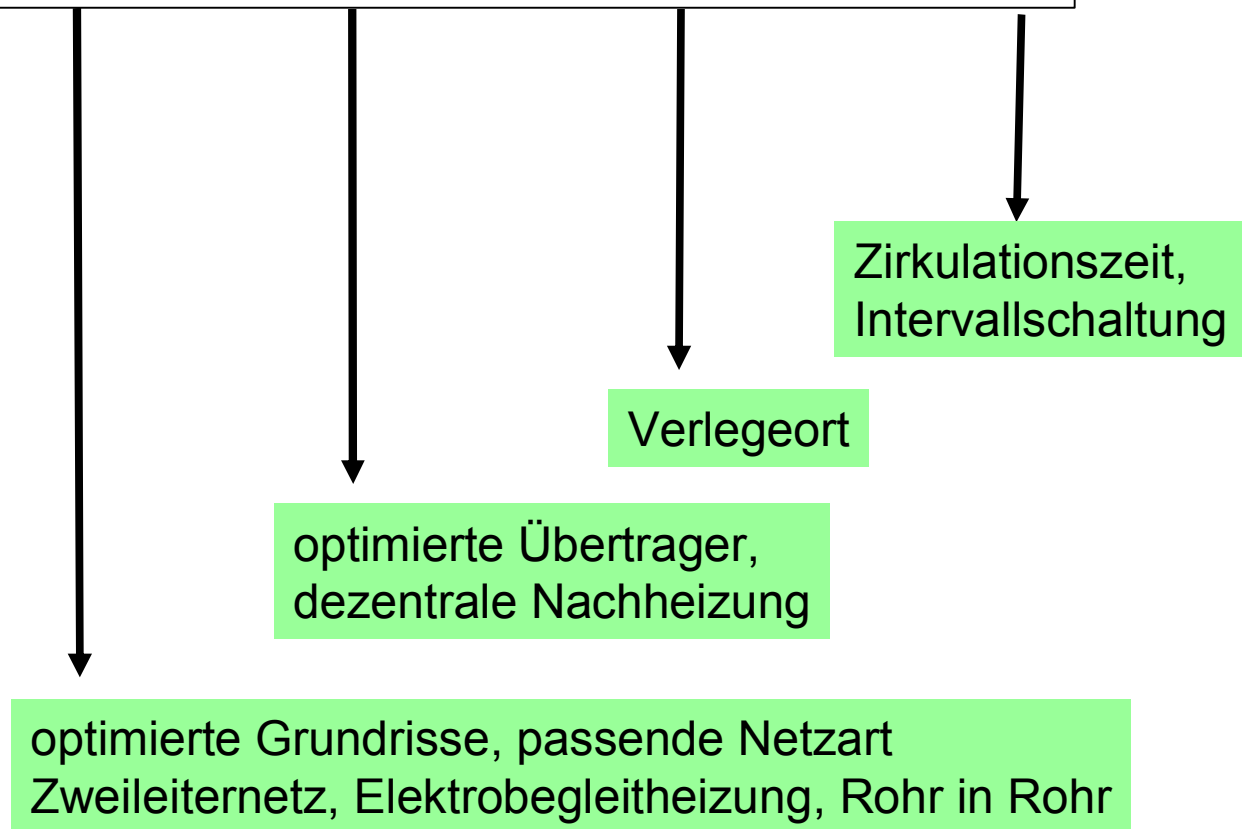 Zirkulationszeit,
Intervallschaltung
Verlegeort
optimierte Übertrager,
dezentrale Nachheizung
optimierte Grundrisse, passende Netzart
Zweileiternetz, Elektrobegleitheizung, Rohr in Rohr